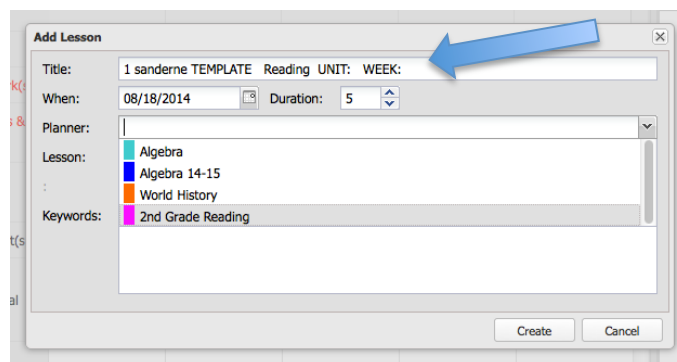 Add Lesson
Title: 1 sanderne TEMPLATE Reading UNIT: WEEK:
When: 08/18/2014 Duration: 5
Planner:
Algebra
Lesson:
Algebra 14-15
:
World History
Keywords: 2nd Grade Reading
Create Cancel
k(s
s &
t(s
al